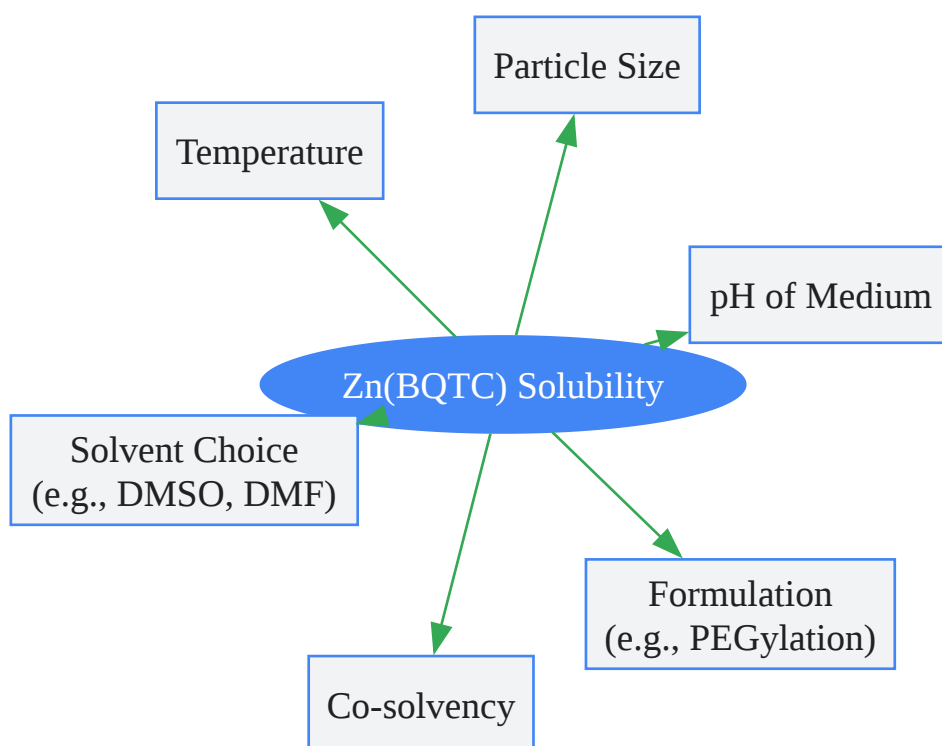 Particle Size
Temperature
pH of Medium
Zn(BQTC) Solubility
Solvent Choice
(e.g., DMSO, DMF)
Formulation
(e.g., PEGylation)
Co-solvency